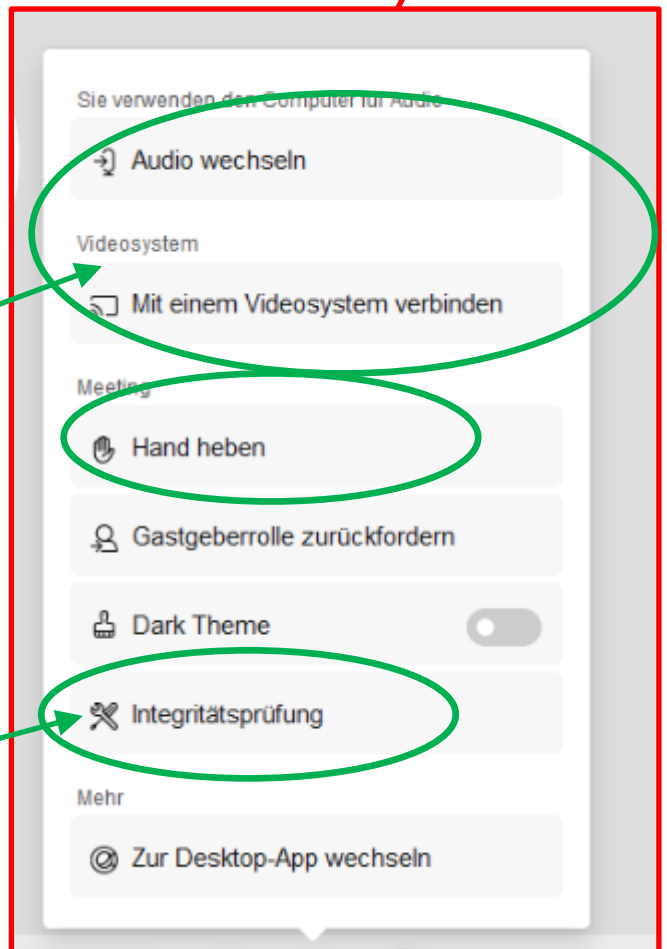 Sie verwenden den Computer für Audio
Audio wechseln
Videosystem
Mit einem Videosystem verbinden
Meeting
Hand heben
Gastgeberrolle zurückfordern
Dark Theme
Integritätsprüfung
Mehr
Zur Desktop-App wechseln